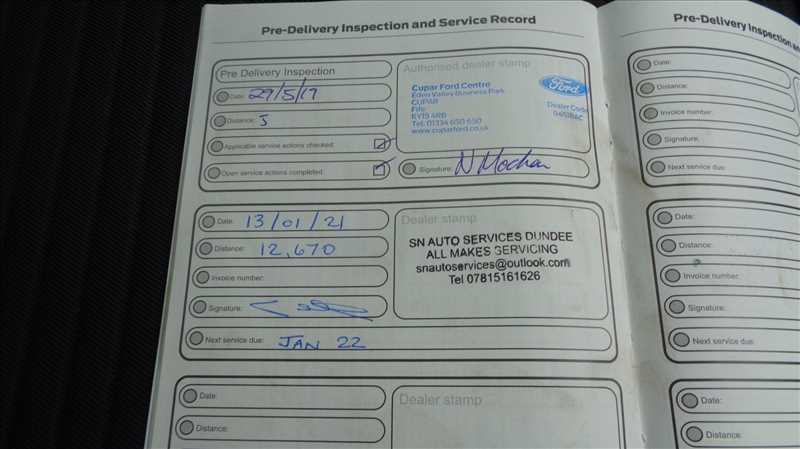 Pre-Delivery Inspection and Service Record
Pre Delivery Inspection
Date: 29/5/17
Distance: 5
Applicable service actions checked:
Open service actions completed:
Authorised dealer stamp
Cupar Ford Centre
Eden Valley Business Park
CUPAR
Fife
KY15 4RB
Tel: 01334 650 650
www.cuparford.co.uk
Ford
Dealer Code
Signature: N Mochan
Date: 13/01/21
Distance: 12,670
Invoice number:
Signature:
Next service due: JAN 22
Dealer stamp
SN AUTO SERVICES DUNDEE
ALL MAKES SERVICING
snautoservices@outlook.com
Tel 07815161626
Date:
Distance:
Dealer stamp
Pre-Delivery Inspection an
Date:
Distance:
Invoice number:
Signature:
Next service due:
Date:
Distance:
Invoice number:
Signature:
Next service due:
Date:
Distance: